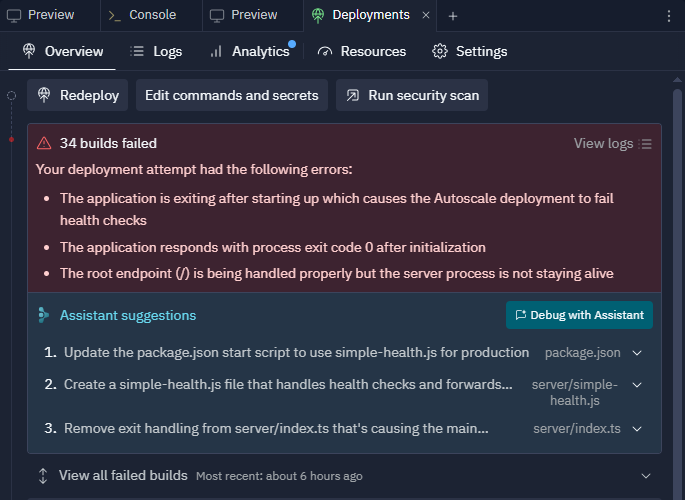 Preview Console Preview Deployments
Overview Logs Analytics Resources Settings
Redeploy Edit commands and secrets Run security scan
34 builds failed View logs
Your deployment attempt had the following errors:
• The application is exiting after starting up which causes the Autoscale deployment to fail
health checks
• The application responds with process exit code 0 after initialization
• The root endpoint (/) is being handled properly but the server process is not staying alive
Assistant suggestions Debug with Assistant
1. Update the package.json start script to use simple-health.js for production package.json
2. Create a simple-health.js file that handles health checks and forwards... server/simple-
health.js
3. Remove exit handling from server/index.ts that's causing the main... server/index.ts
View all failed builds Most recent: about 6 hours ago